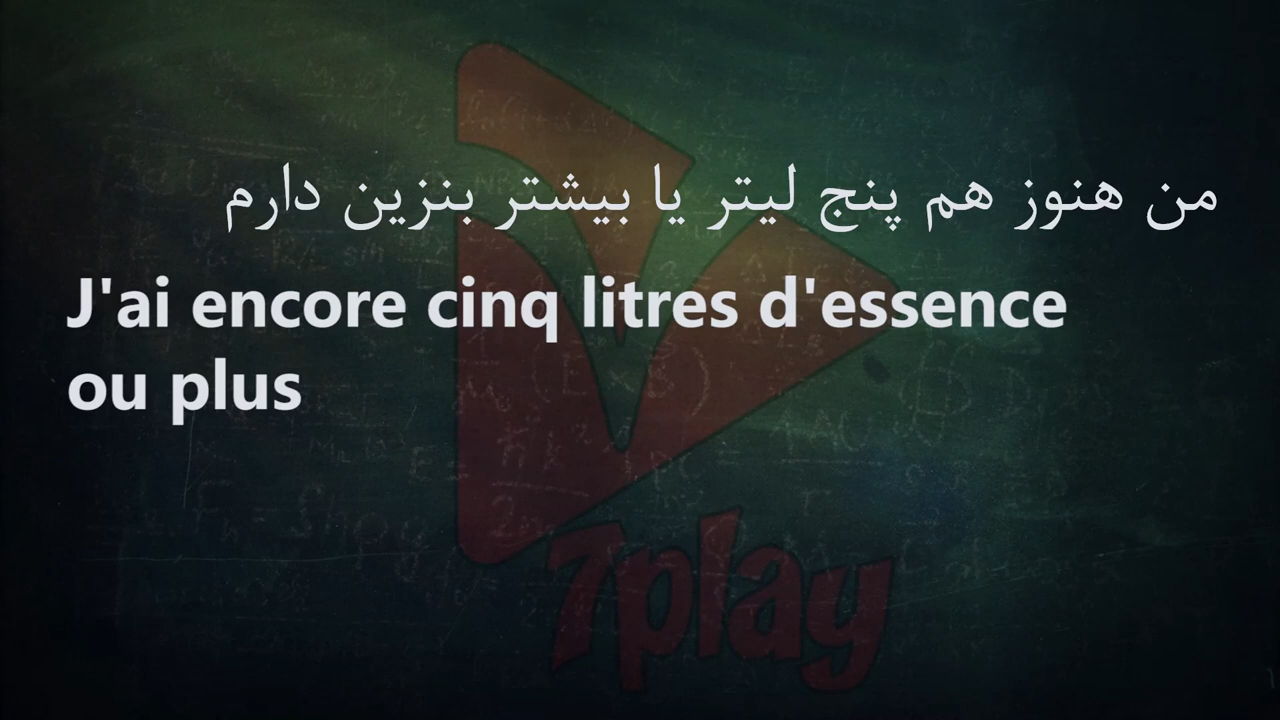 من هنوز هم پنج لیتر یا بیشتر بنزین دارم
J'ai encore cinq litres d'essence
ou plus
7play